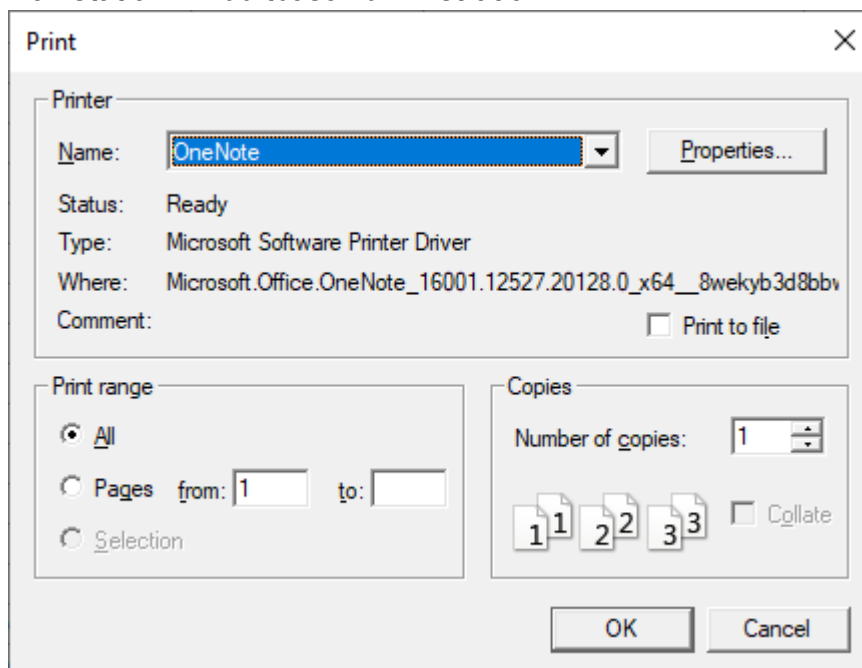 Print
Printer
Name: OneNote Properties...
Status: Ready
Type: Microsoft Software Printer Driver
Where: Microsoft.Office.OneNote_16001.12527.20128.0_x64__8wekyb3d8bbw
Comment: Print to file
Print range
All
Pages from: 1 to:
Selection
Copies
Number of copies: 1
1 1 2 2 3 3 Collate
OK Cancel